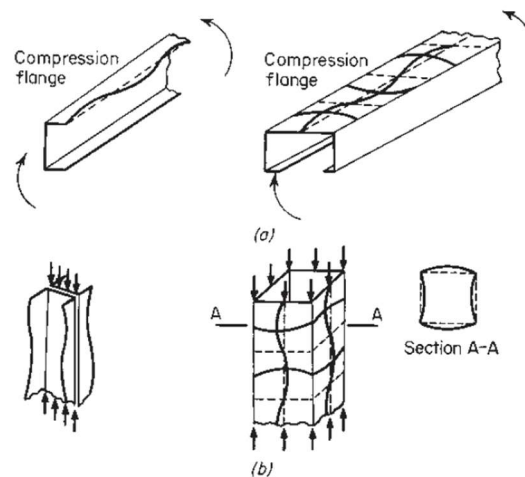 Compression
flange
Compression
flange
(a)
A
A
Section A-A
(b)